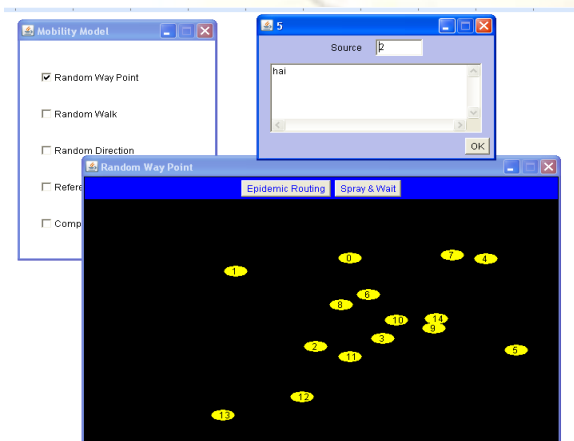 Mobility Model
Random Way Point
Random Walk
Random Direction
Refere
Comp
5
Source 2
hai
OK
Random Way Point
Epidemic Routing Spray & Wait
0
7
4
1
6
8
10
14
9
3
2
11
5
12
13